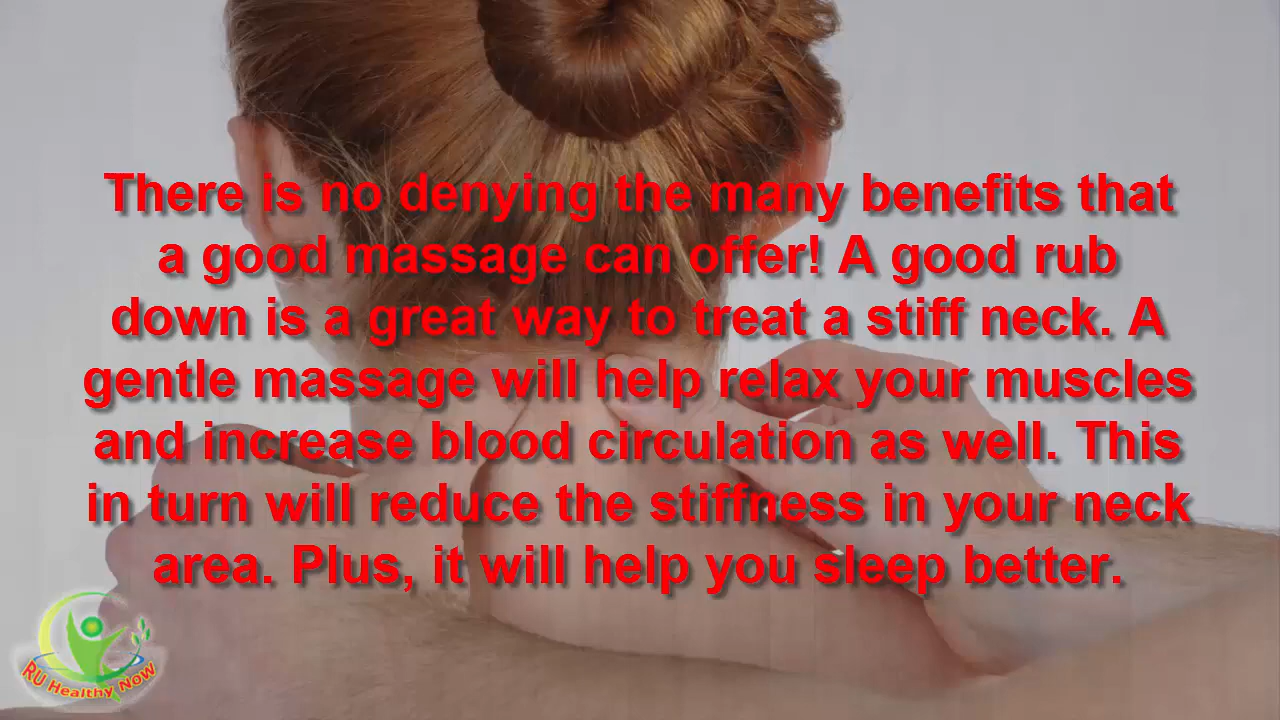 There is no denying the many benefits that
a good massage can offer! A good rub
down is a great way to treat a stiff neck. A
gentle massage will help relax your muscles
and increase blood circulation as well. This
in turn will reduce the stiffness in your neck
area. Plus, it will help you sleep better.
RU Healthy Now